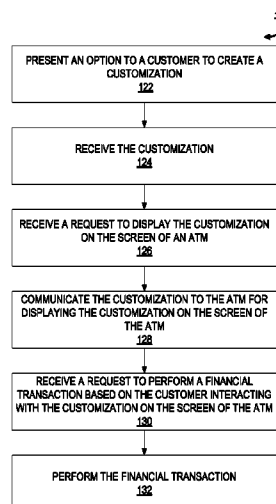 PRESENT AN OPTION TO A CUSTOMER TO CREATE A
CUSTOMIZATION
122
RECEIVE THE CUSTOMIZATION
124
RECEIVE A REQUEST TO DISPLAY THE CUSTOMIZATION
ON THE SCREEN OF AN ATM
126
COMMUNICATE THE CUSTOMIZATION TO THE ATM FOR
DISPLAYING THE CUSTOMIZATION ON THE SCREEN OF
THE ATM
128
RECEIVE A REQUEST TO PERFORM A FINANCIAL
TRANSACTION BASED ON THE CUSTOMER INTERACTING
WITH THE CUSTOMIZATION ON THE SCREEN OF THE ATM
130
PERFORM THE FINANCIAL TRANSACTION
132